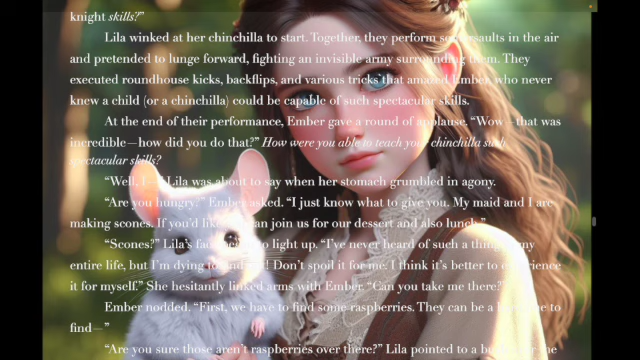 knight skills?”
Lila winked at her chinchilla to start. Together, they perform somersaults in the air
and pretended to lunge forward, fighting an invisible army surrounding them. They
executed roundhouse kicks, backflips, and various tricks that amazed Ember, who never
knew a child (or a chinchilla) could be capable of such spectacular skills.
At the end of their performance, Ember gave a round of applause. “Wow—that was
incredible—how did you do that?” How were you able to teach your chinchilla such
spectacular skills?
“Well, I—” Lila was about to say when her stomach grumbled in agony.
“Are you hungry?” Ember asked. “I just know what to give you. My maid and I are
making scones. If you’d like can join us for our dessert and also lunch.”
“Scones?” Lila’s face to light up. “I’ve never heard of such a thing my
entire life, but I’m dying to Don’t spoil it for me. I think it’s better to experience
it for myself.” She hesitantly linked arms with Ember. “Can you take me there?”
Ember nodded. “First, we have to find some raspberries. They can be a to
find—”
“Are you sure those aren’t raspberries over there?” Lila pointed to a the